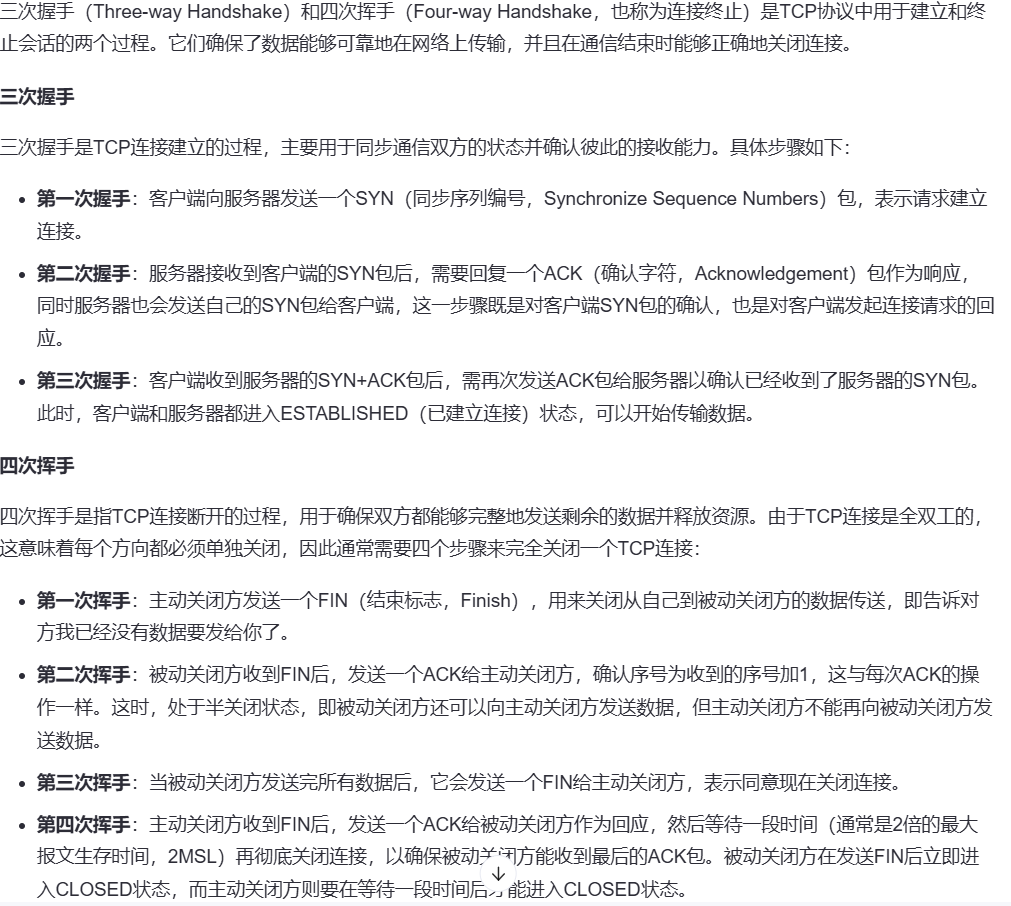 三次握手（Three-way Handshake）和四次挥手（Four-way Handshake，也称为连接终止）是TCP协议中用于建立和终
止会话的两个过程。它们确保了数据能够可靠地在网络上传输，并且在通信结束时能够正确地关闭连接。
三次握手
三次握手是TCP连接建立的过程，主要用于同步通信双方的状态并确认彼此的接收能力。具体步骤如下：
• 第一次握手：客户端向服务器发送一个SYN（同步序列编号，Synchronize Sequence Numbers）包，表示请求建立
连接。
• 第二次握手：服务器接收到客户端的SYN包后，需要回复一个ACK（确认字符，Acknowledgement）包作为响应，
同时服务器也会发送自己的SYN包给客户端，这一步骤既是对客户端SYN包的确认，也是对客户端发起连接请求的回
应。
• 第三次握手：客户端收到服务器的SYN+ACK包后，需再次发送ACK包给服务器以确认已经收到了服务器的SYN包。
此时，客户端和服务器都进入ESTABLISHED（已建立连接）状态，可以开始传输数据。
四次挥手
四次挥手是指TCP连接断开的过程，用于确保双方都能够完整地发送剩余的数据并释放资源。由于TCP连接是全双工的，
这意味着每个方向都必须单独关闭，因此通常需要四个步骤来完全关闭一个TCP连接：
• 第一次挥手：主动关闭方发送一个FIN（结束标志，Finish），用来关闭从自己到被动关闭方的数据传送，即告诉对
方我已经没有数据要发给你了。
• 第二次挥手：被动关闭方收到FIN后，发送一个ACK给主动关闭方，确认序号为收到的序号加1，这与每次ACK的操
作一样。这时，处于半关闭状态，即被动关闭方还可以向主动关闭方发送数据，但主动关闭方不能再向被动关闭方发
送数据。
• 第三次挥手：当被动关闭方发送完所有数据后，它会发送一个FIN给主动关闭方，表示同意现在关闭连接。
• 第四次挥手：主动关闭方收到FIN后，发送一个ACK给被动关闭方作为回应，然后等待一段时间（通常是2倍的最大
报文生存时间，2MSL）再彻底关闭连接，以确保被动关闭方能收到最后的ACK包。被动关闭方在发送FIN后立即进
入CLOSED状态，而主动关闭方则要在等待一段时间后才能进入CLOSED状态。